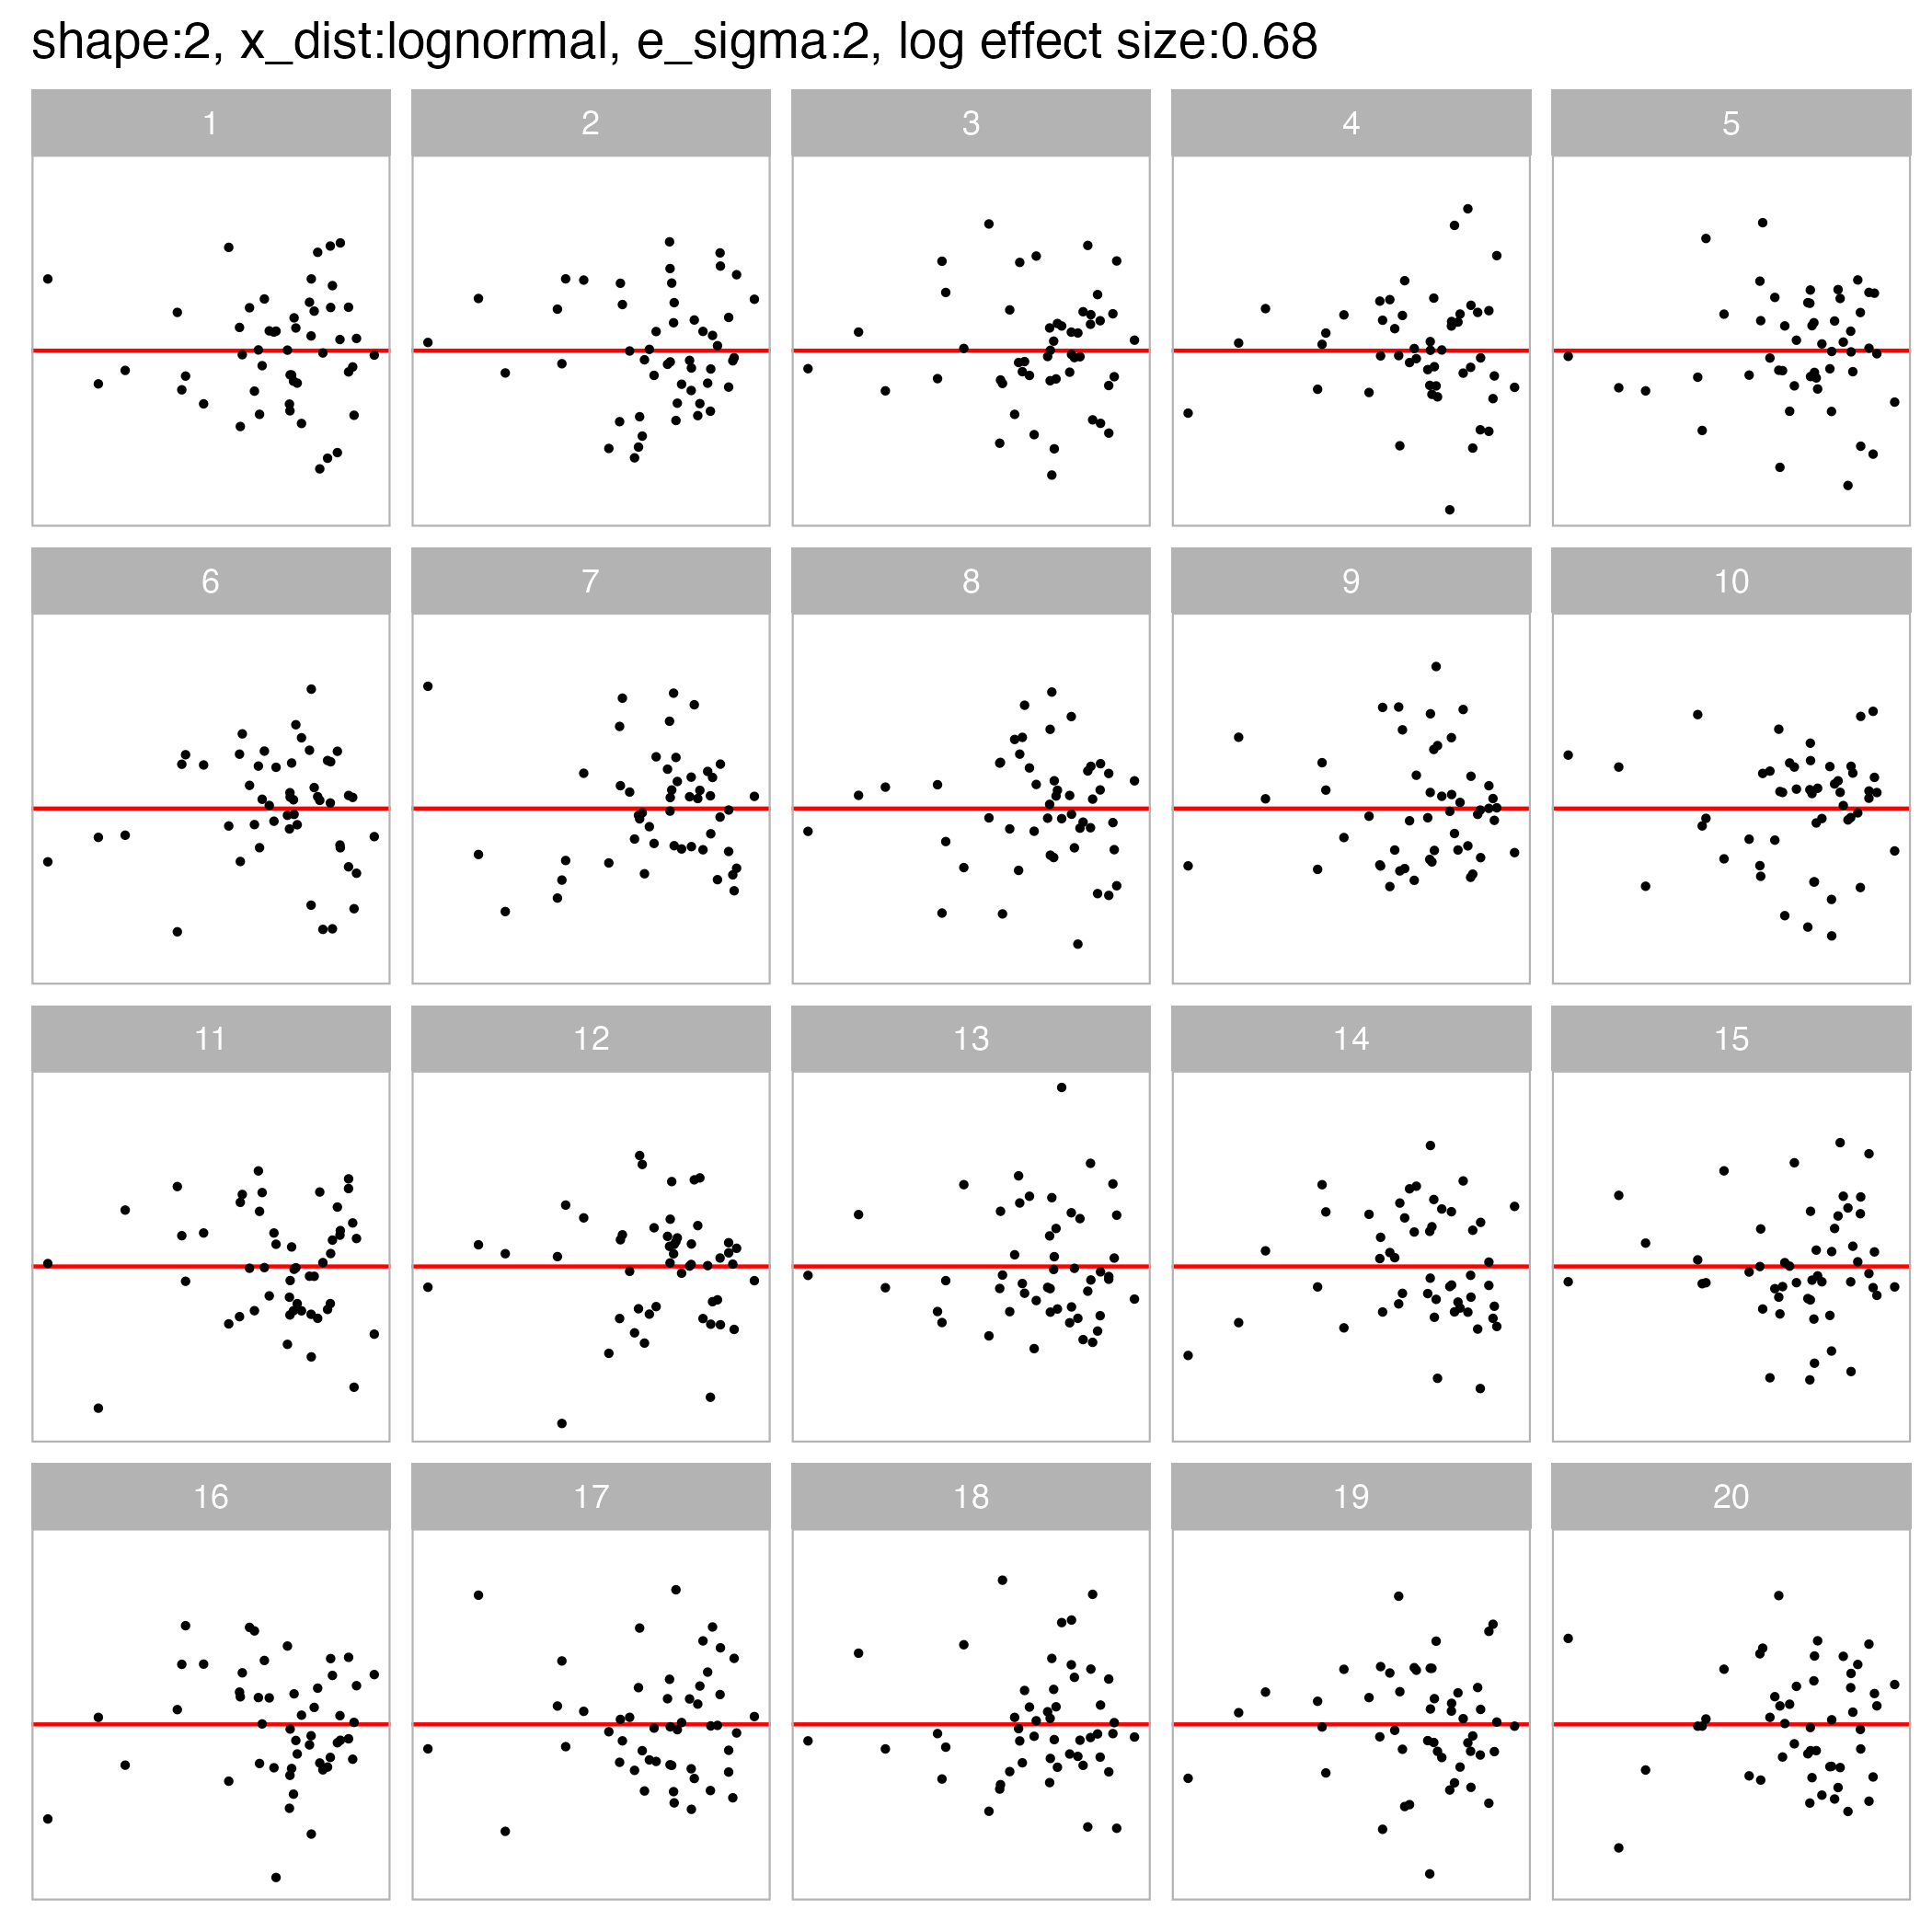 shape:2, x_dist:lognormal, e_sigma:2, log effect size:0.68
1 2 3 4 5
6 7 8 9 10
11 12 13 14 15
16 17 18 19 20